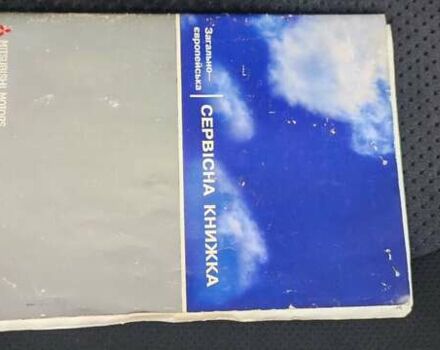 MITSUBISHI MOTORS
Загально—
європейська
СЕРВІСНА КНИЖКА